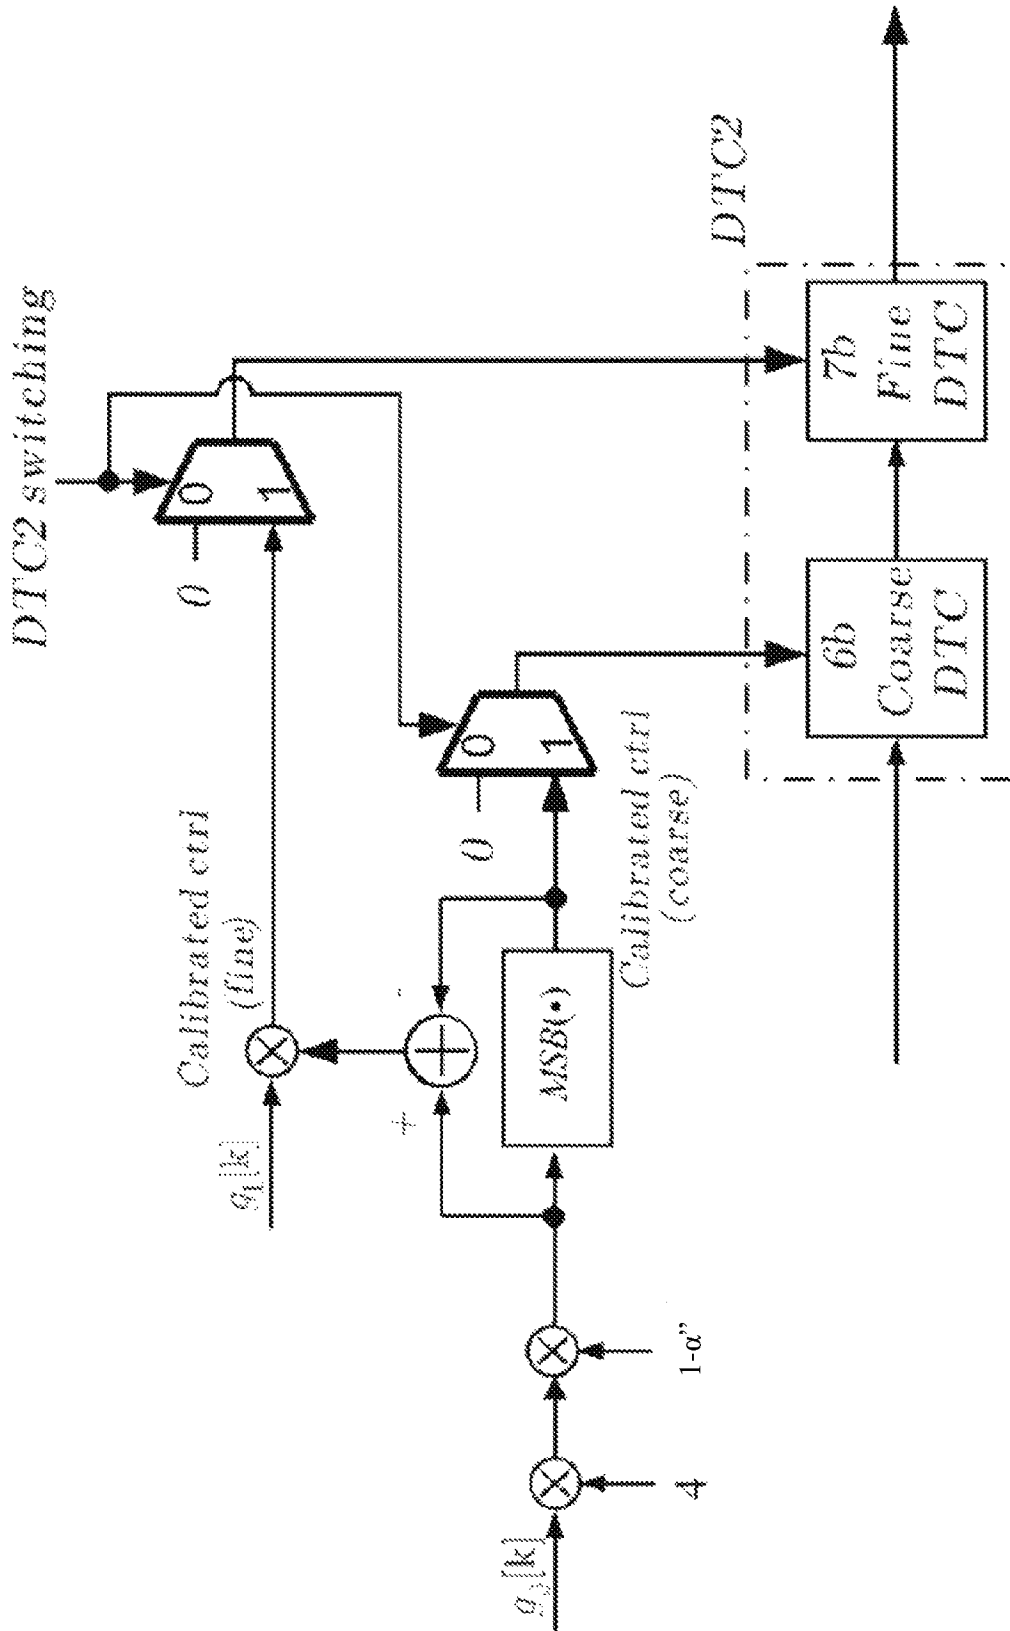 DTC2 switching
0
0
1
Calibrated ctrl
(fine)
g₁[k]
+
-
0
0
1
MSB(•)
Calibrated ctrl
(coarse)
[k]
4
1-α”
DTC2
6b
Coarse
DTC
7b
Fine
DTC